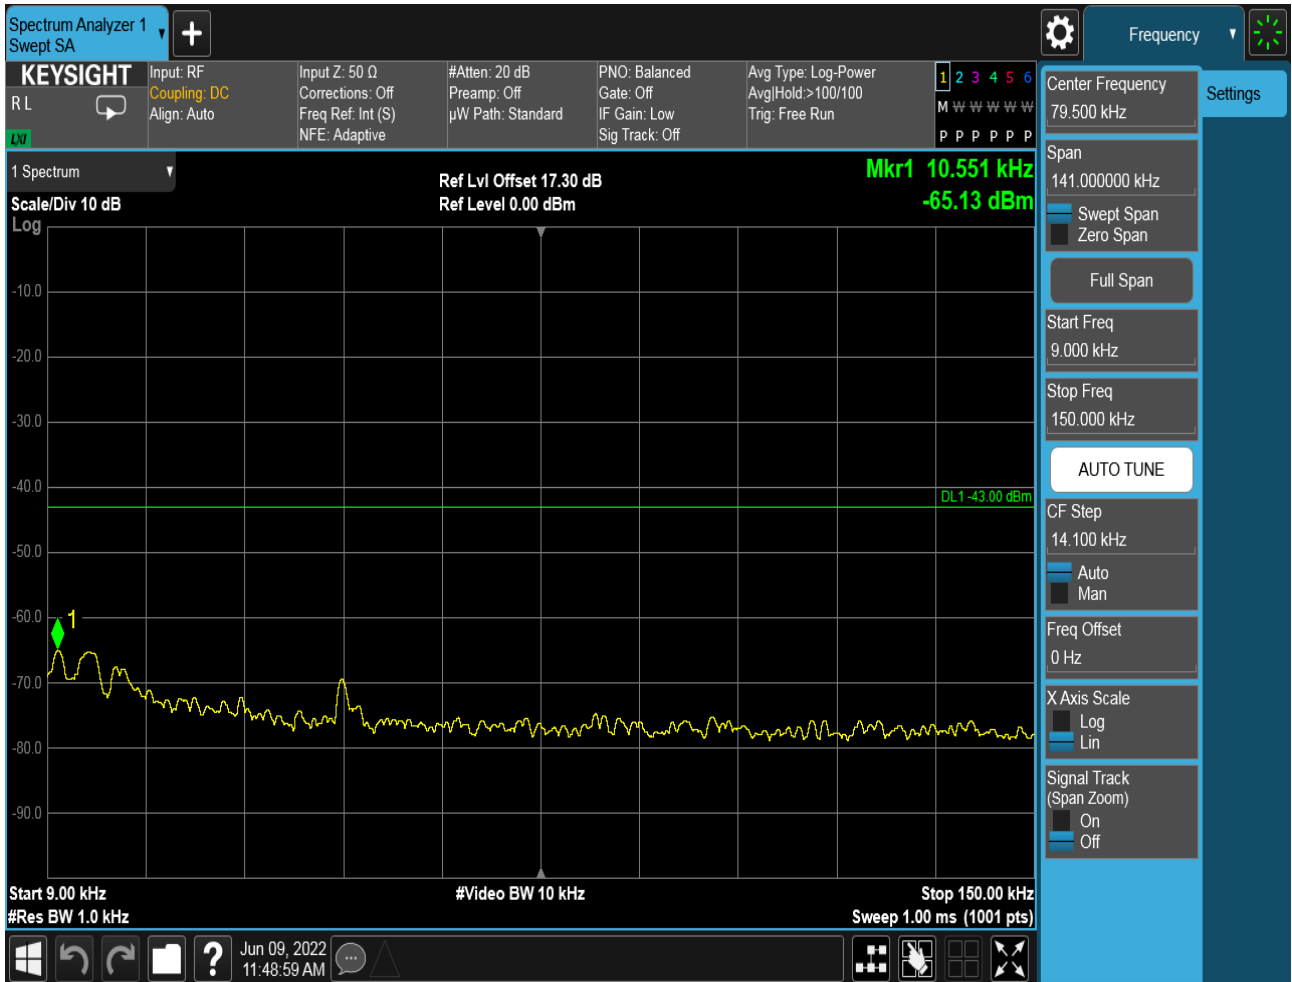 Spectrum Analyzer 1
Swept SA
Frequency
KEYSIGHT
R L
LXI
Input: RF
Coupling: DC
Align: Auto
Input Z: 50 Ω
Corrections: Off
Freq Ref: Int (S)
NFE: Adaptive
#Atten: 20 dB
Preamp: Off
µW Path: Standard
PNO: Balanced
Gate: Off
IF Gain: Low
Sig Track: Off
Avg Type: Log-Power
Avg|Hold:>100/100
Trig: Free Run
1 2 3 4 5 6
M W W W W W
P P P P P P
Center Frequency
79.500 kHz
Settings
1 Spectrum
Scale/Div 10 dB
Log
Ref Lvl Offset 17.30 dB
Ref Level 0.00 dBm
Mkr1 10.551 kHz
-65.13 dBm
-10.0
-20.0
-30.0
-40.0
DL1 -43.00 dBm
-50.0
-60.0
1
-70.0
-80.0
-90.0
Start 9.00 kHz
#Video BW 10 kHz
Stop 150.00 kHz
#Res BW 1.0 kHz
Sweep 1.00 ms (1001 pts)
Span
141.000000 kHz
Swept Span
Zero Span
Full Span
Start Freq
9.000 kHz
Stop Freq
150.000 kHz
AUTO TUNE
CF Step
14.100 kHz
Auto
Man
Freq Offset
0 Hz
X Axis Scale
Log
Lin
Signal Track
(Span Zoom)
On
Off
?
Jun 09, 2022
11:48:59 AM